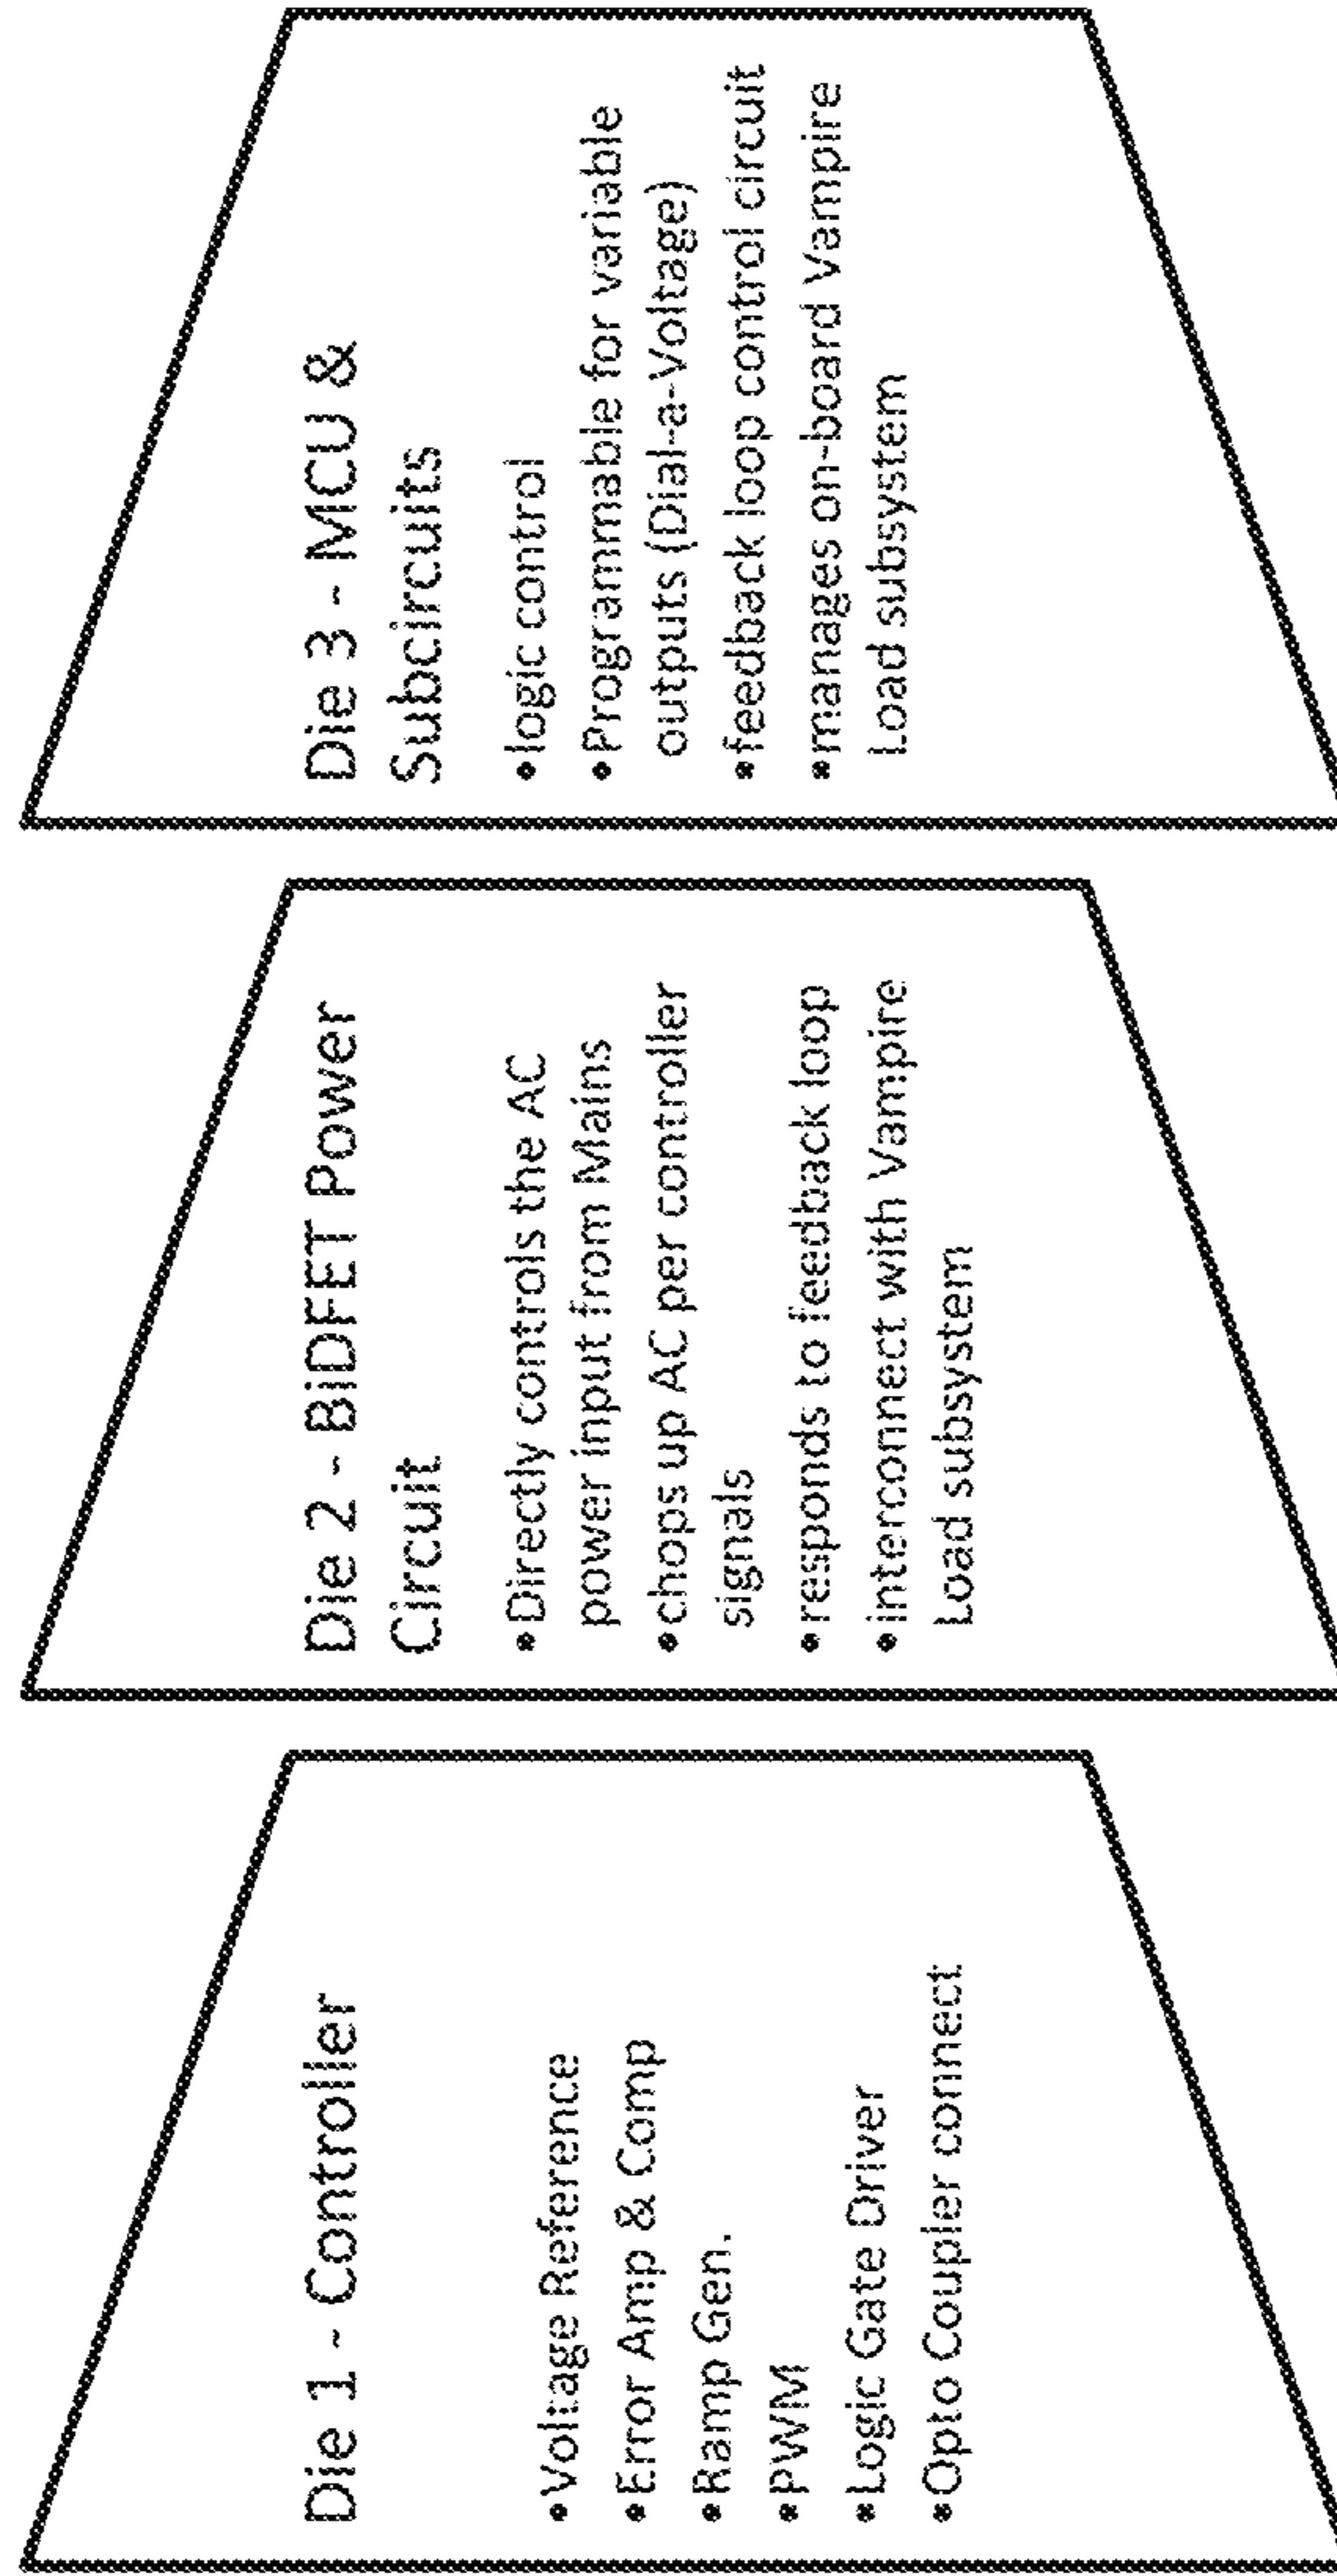 Die 1 - Controller
•Voltage Reference
•Error Amp & Comp
•Ramp Gen.
•PWM
•Logic Gate Driver
•Opto Coupler connect
Die 2 - BiDFET Power
Circuit
•Directly controls the AC
power input from Mains
•chops up AC per controller
signals
•responds to feedback loop
•interconnect with Vampire
Load subsystem
Die 3 - MCU &
Subcircuits
•logic control
•Programmable for variable
outputs (Dial-a-Voltage)
•feedback loop control circuit
•manages on-board Vampire
Load subsystem